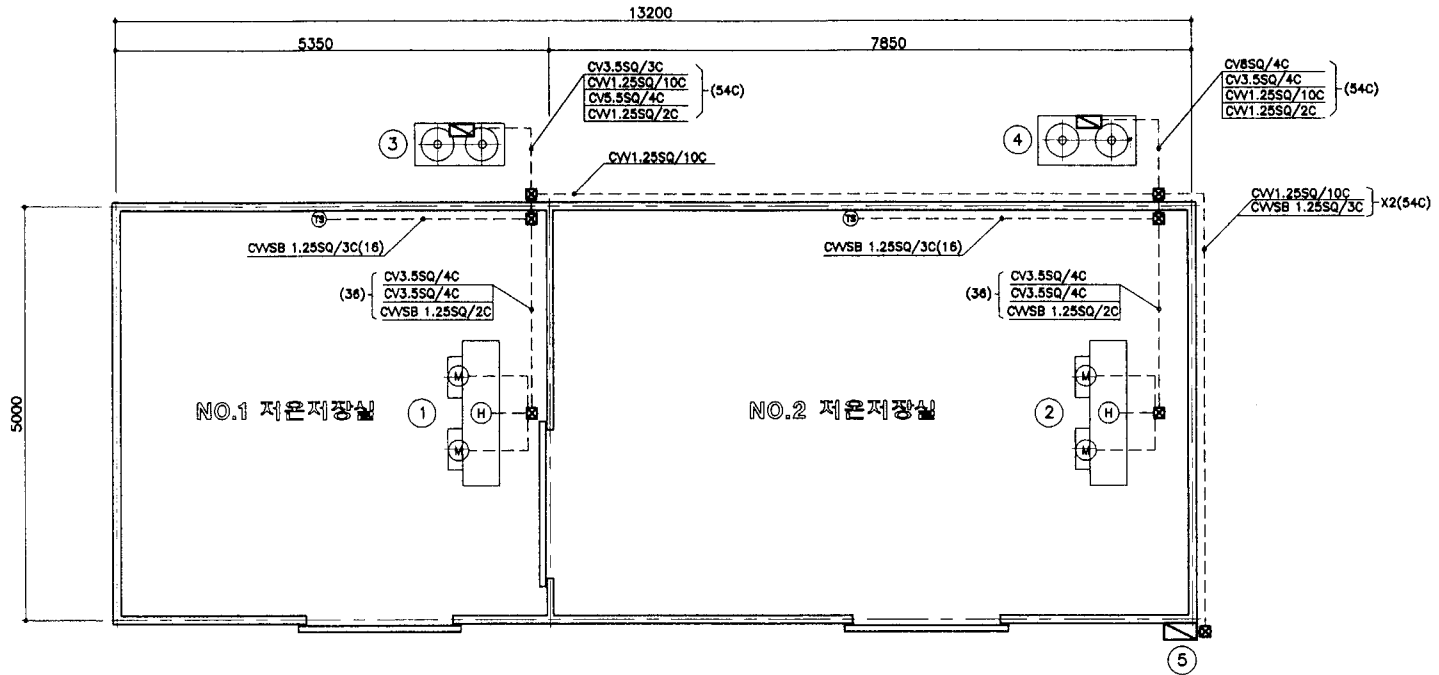 13200
5350
7850
CV3.5SQ/3C
CVV1.25SQ/10C
CV5.5SQ/4C
CVV1.25SQ/2C
(54C)
CV8SQ/4C
CV3.5SQ/4C
CVV1.25SQ/10C
CVV1.25SQ/2C
(54C)
3
4
CVV1.25SQ/10C
CVV1.25SQ/10C
CVVSB 1.25SQ/3C
X2(54C)
TS
TS
CVVSB 1.25SQ/3C(16)
CVVSB 1.25SQ/3C(16)
(36)
CV3.5SQ/4C
CV3.5SQ/4C
CVVSB 1.25SQ/2C
(36)
CV3.5SQ/4C
CV3.5SQ/4C
CVVSB 1.25SQ/2C
5000
M
M
NO.1 저온저장실
1
H
NO.2 저온저장실
2
H
M
M
5